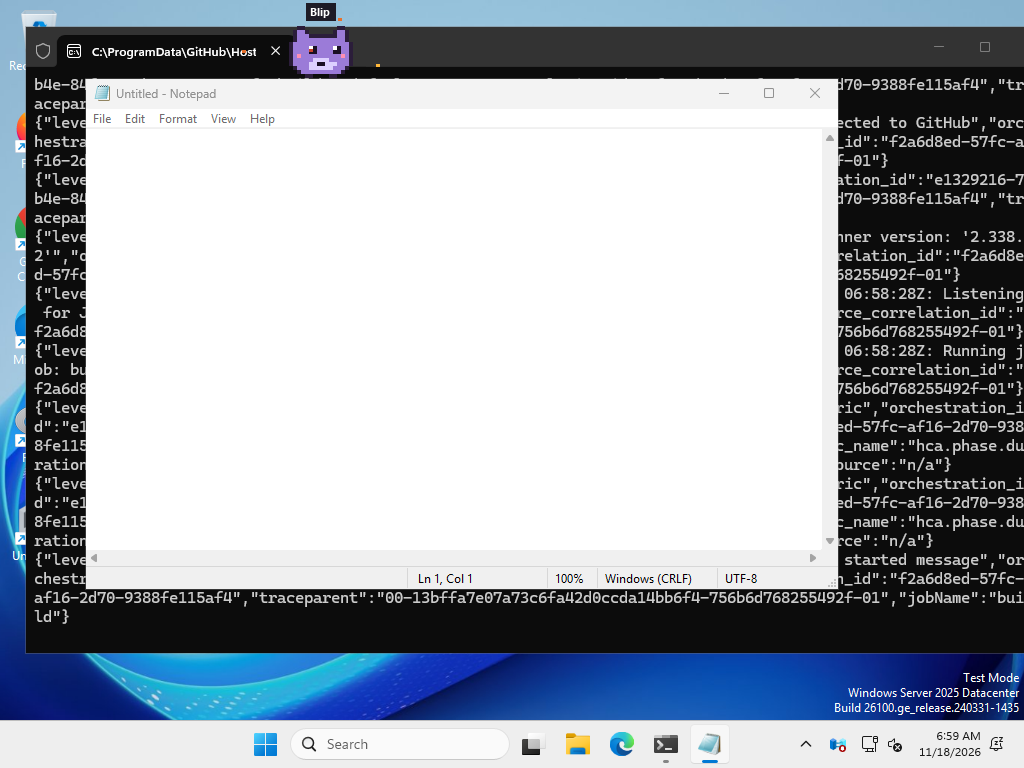 Blip
C:\ProgramData\GitHub\Host
Untitled - Notepad
File Edit Format View Help
b4e-84
d70-9388fe115af4","tr
acepar
{"leve
ected to GitHub","orc
hestra
_id":"f2a6d8ed-57fc-a
f16-2d
f-01"}
{"leve
ation_id":"e1329216-7
b4e-84
d70-9388fe115af4","tr
acepar
{"leve
nner version: '2.338.
2'","o
relation_id":"f2a6d8e
d-57fc
68255492f-01"}
{"leve
06:58:28Z: Listening
for J
rce_correlation_id":"
f2a6d8
756b6d768255492f-01"}
{"leve
06:58:28Z: Running j
ob: bu
rce_correlation_id":"
f2a6d8
756b6d768255492f-01"}
{"leve
ric","orchestration_i
d":"e1
ed-57fc-af16-2d70-938
8fe115
c_name":"hca.phase.du
ration
ource":"n/a"}
{"leve
ric","orchestration_i
d":"e1
ed-57fc-af16-2d70-938
8fe115
c_name":"hca.phase.du
ration
ource":"n/a"}
{"leve
started message","or
chestr
n_id":"f2a6d8ed-57fc-
af16-2d70-9388fe115af4","traceparent":"00-13bffa7e07a73c6fa42d0ccda14bb6f4-756b6d768255492f-01","jobName":"bui
ld"}
Ln 1, Col 1 100% Windows (CRLF) UTF-8
Test Mode
Windows Server 2025 Datacenter
Build 26100.ge_release.240331-1435
Search
6:59 AM
11/18/2026